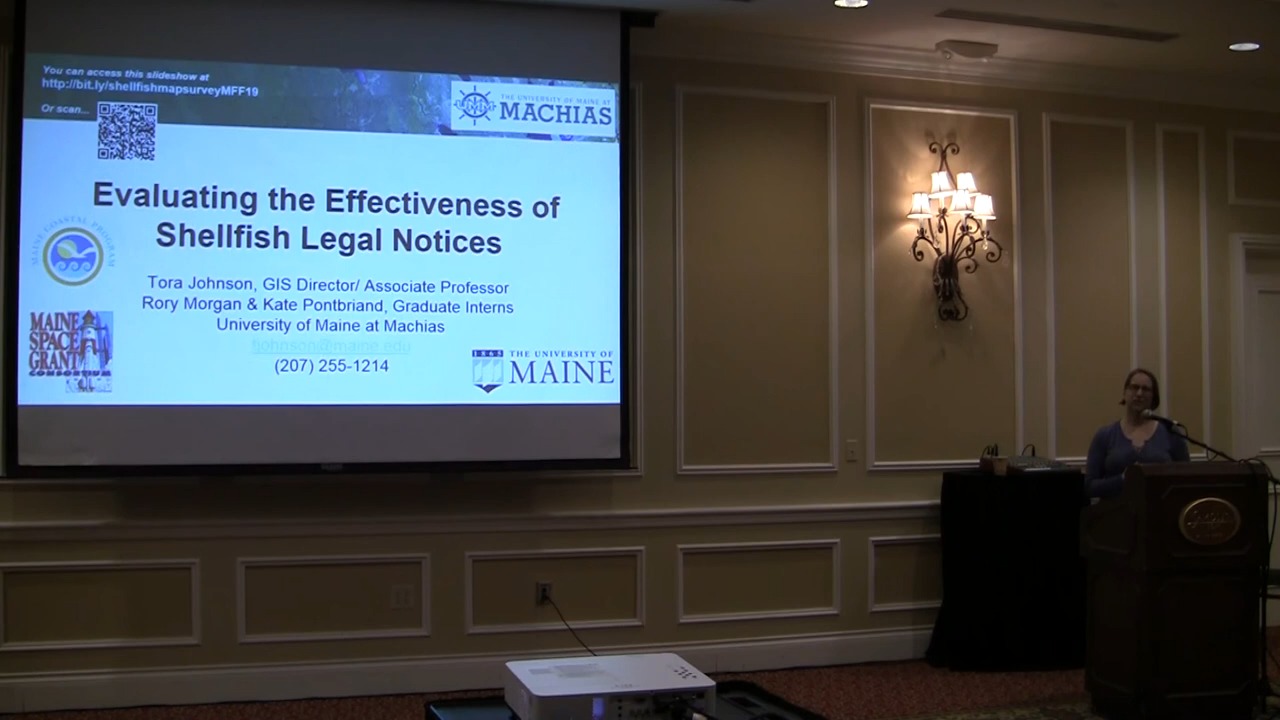 You can access this slideshow at
http://bit.ly/shellfishmapsurveyMFF19
Or scan...
THE UNIVERSITY OF MAINE AT
MACHIAS
UMM
Evaluating the Effectiveness of
Shellfish Legal Notices
MAINE COASTAL PROGRAM
Tora Johnson, GIS Director/ Associate Professor
Rory Morgan & Kate Pontbriand, Graduate Interns
University of Maine at Machias
tjohnson@maine.edu
(207) 255-1214
MAINE
SPACE
GRANT
CONSORTIUM
1865
THE UNIVERSITY OF
MAINE